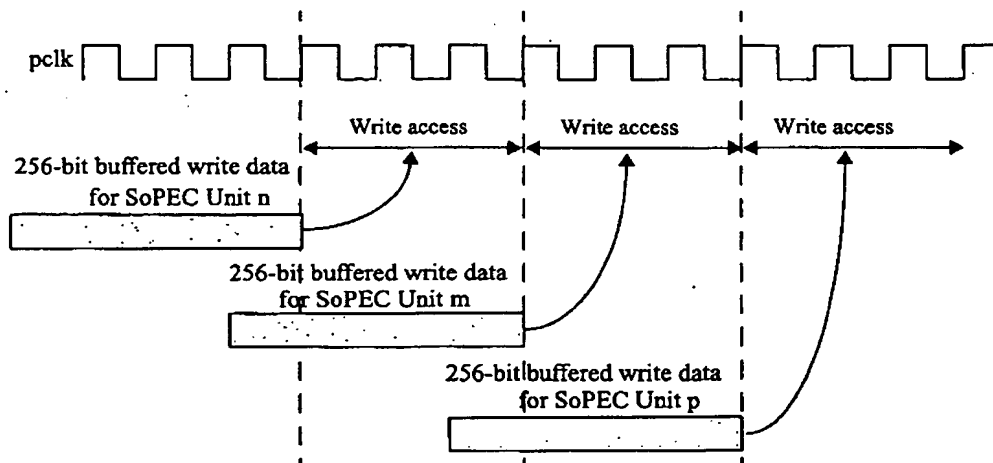 pclk
Write access
Write access
Write access
256-bit buffered write data
for SoPEC Unit n
256-bit buffered write data
for SoPEC Unit m
256-bit buffered write data
for SoPEC Unit p